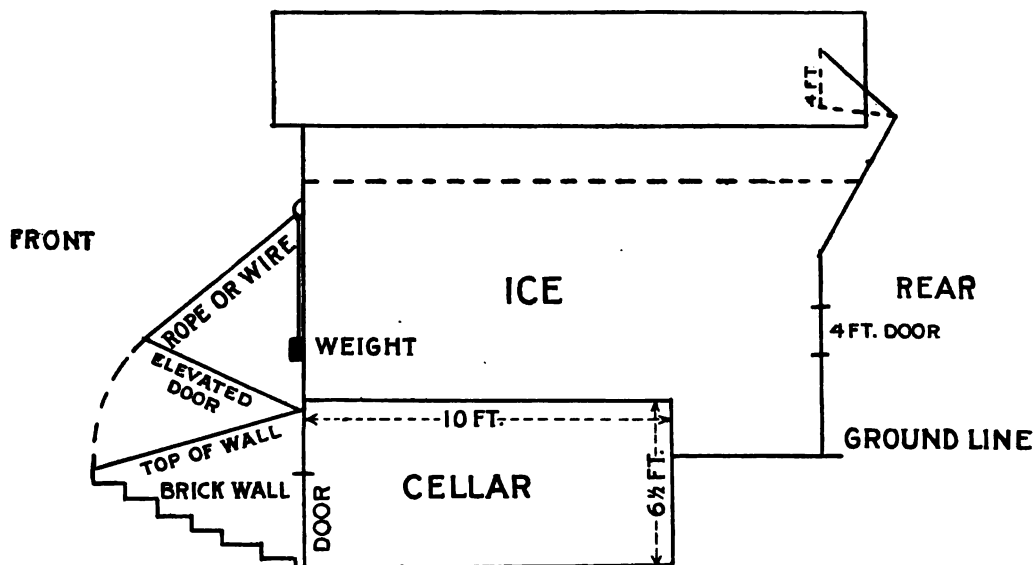 4 FT.
FRONT
ROPE OR WIRE
ICE
REAR
4 FT. DOOR
WEIGHT
ELEVATED
DOOR
10 FT.
TOP OF WALL
GROUND LINE
BRICK WALL
DOOR
CELLAR
6½ FT.